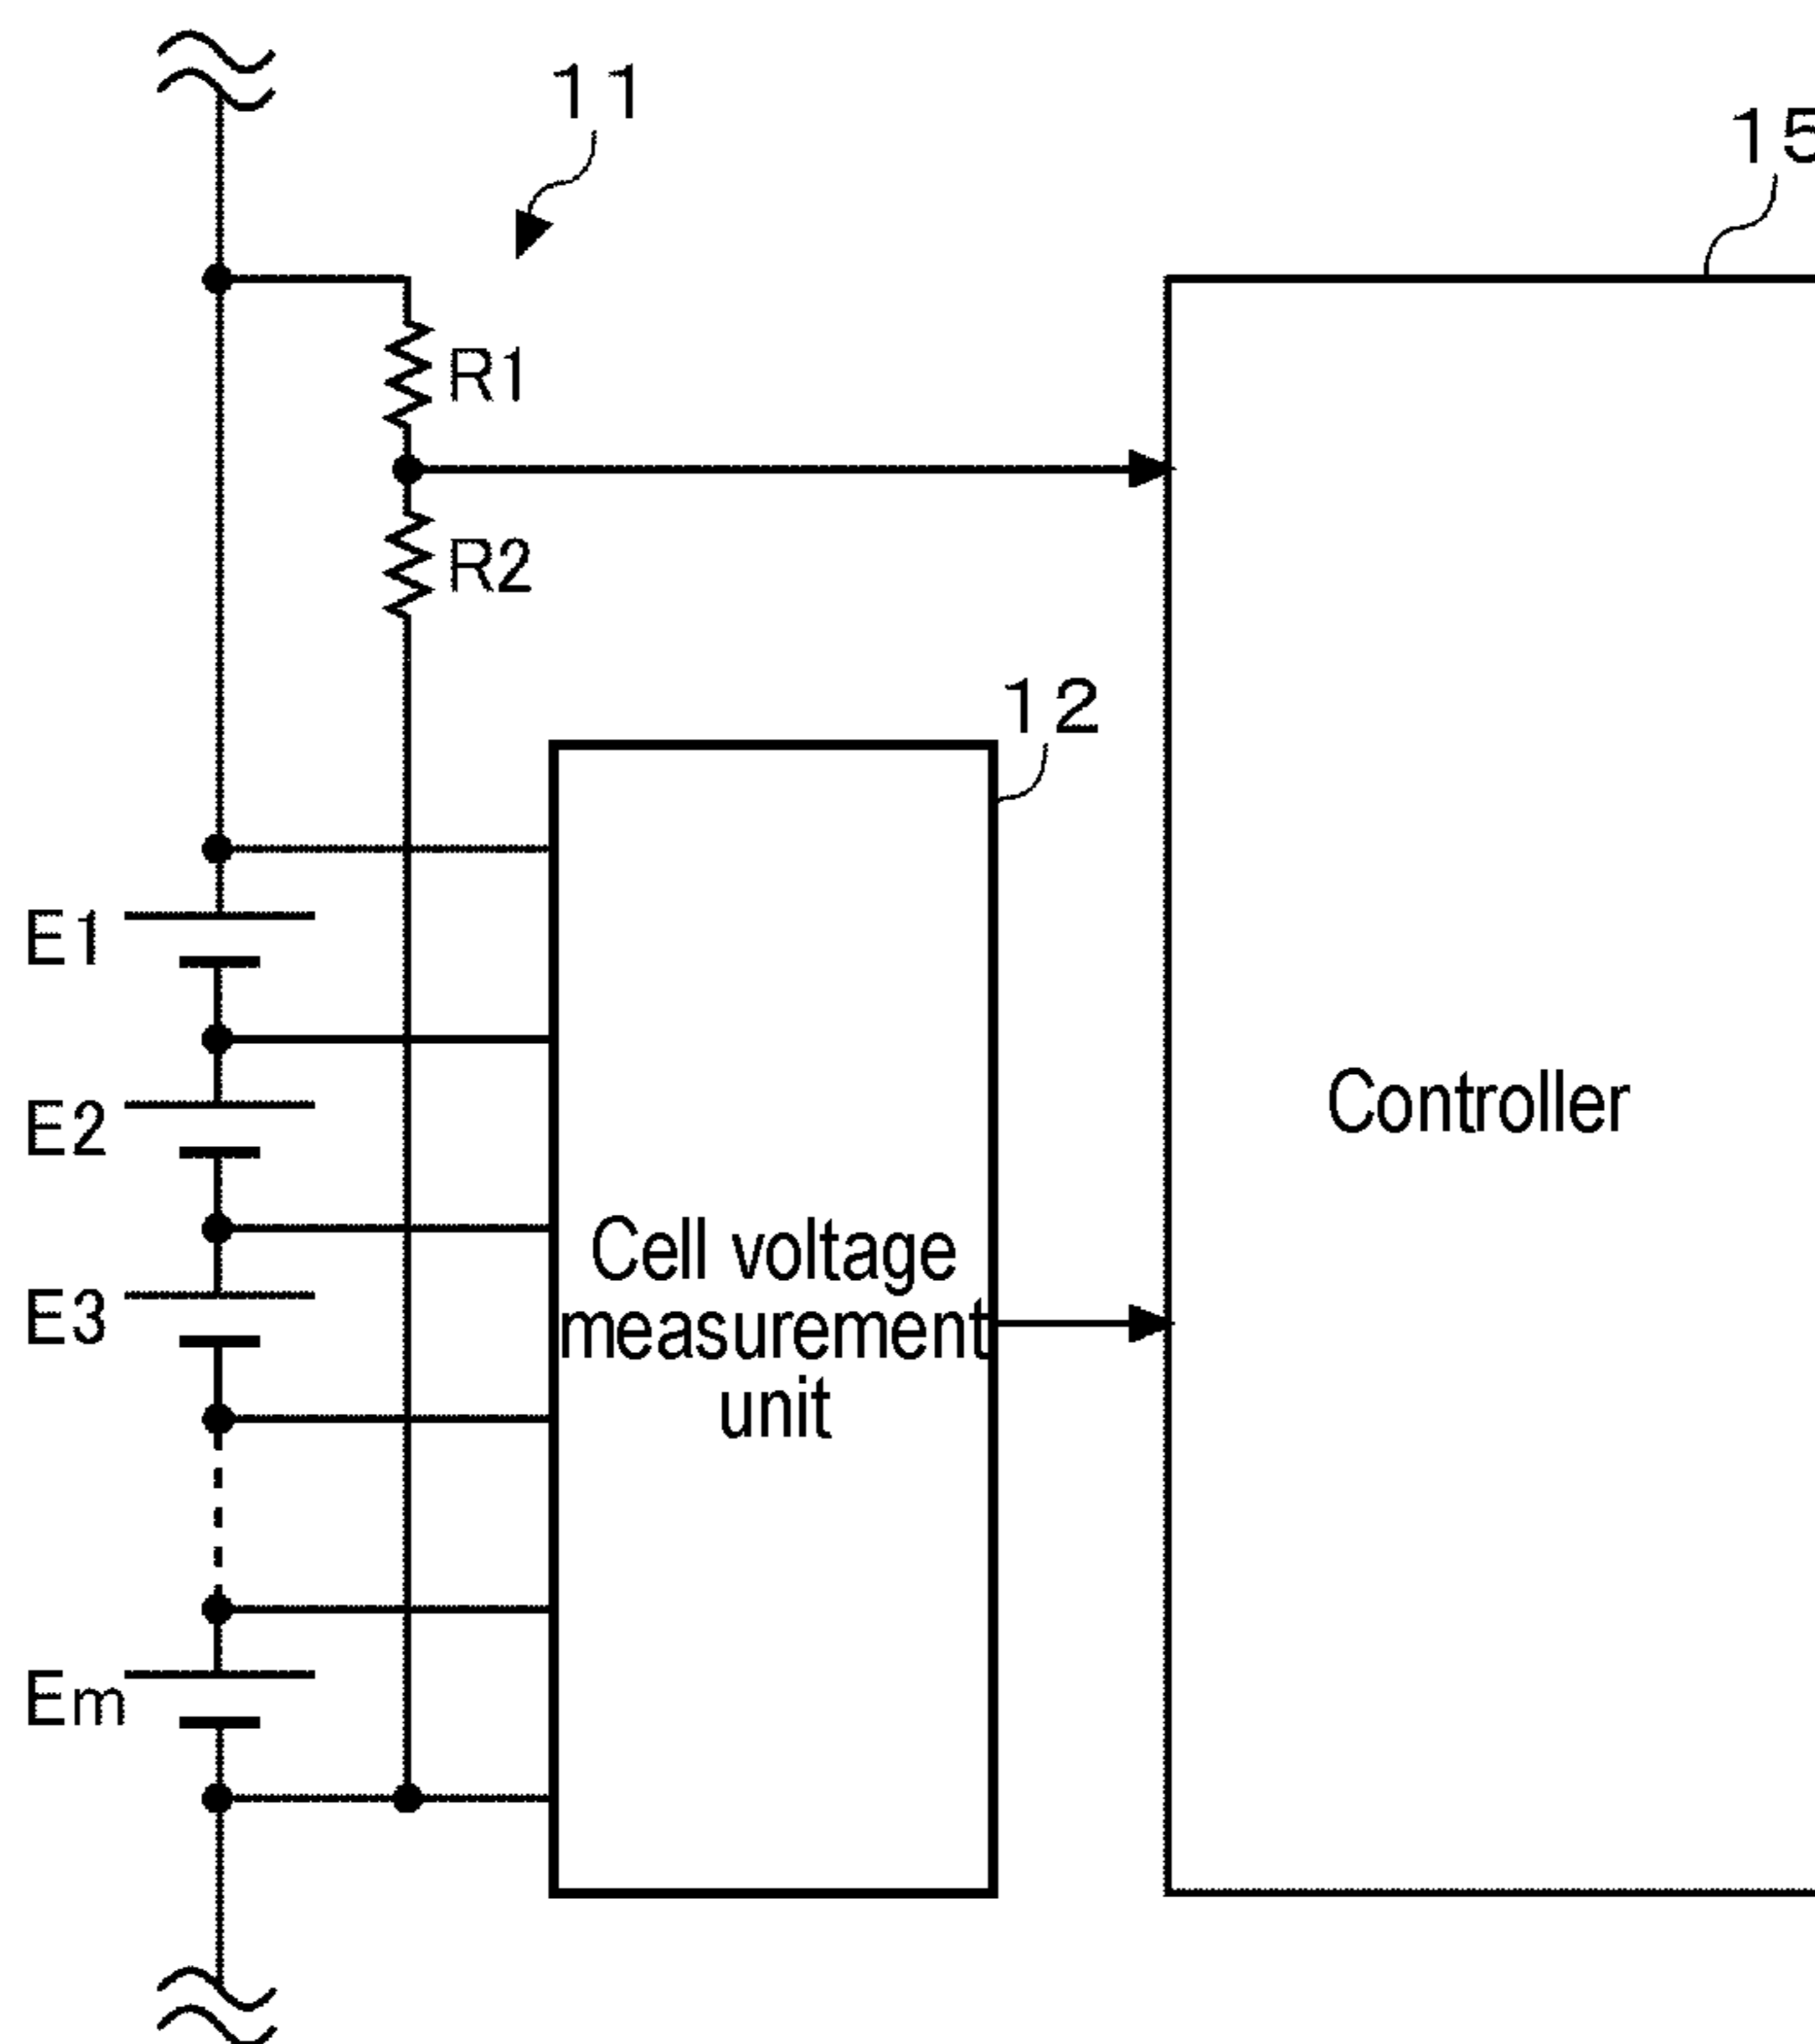 11
15
R1
R2
12
E1
E2
Controller
Cell voltage
E3
measurement
unit
Em